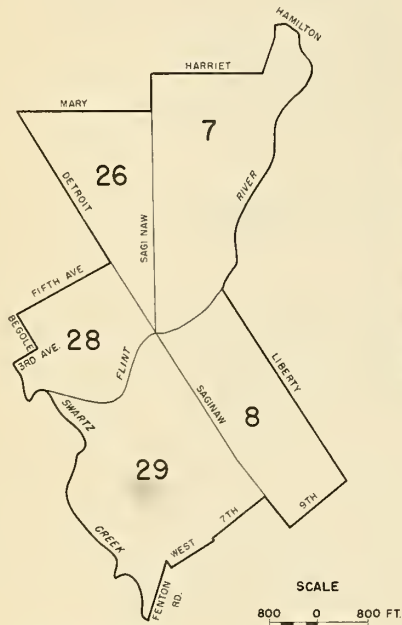 HAMILTON
HARRIET
MARY
7
26
DETROIT
SAGINAW
RIVER
FIFTH AVE
BEGOLE
28
3RD AVE.
FLINT
LIBERTY
SWARTZ
SAGINAW
8
29
9TH
7TH
CREEK
WEST
FENTON
RD.
SCALE
800 0 800 FT.